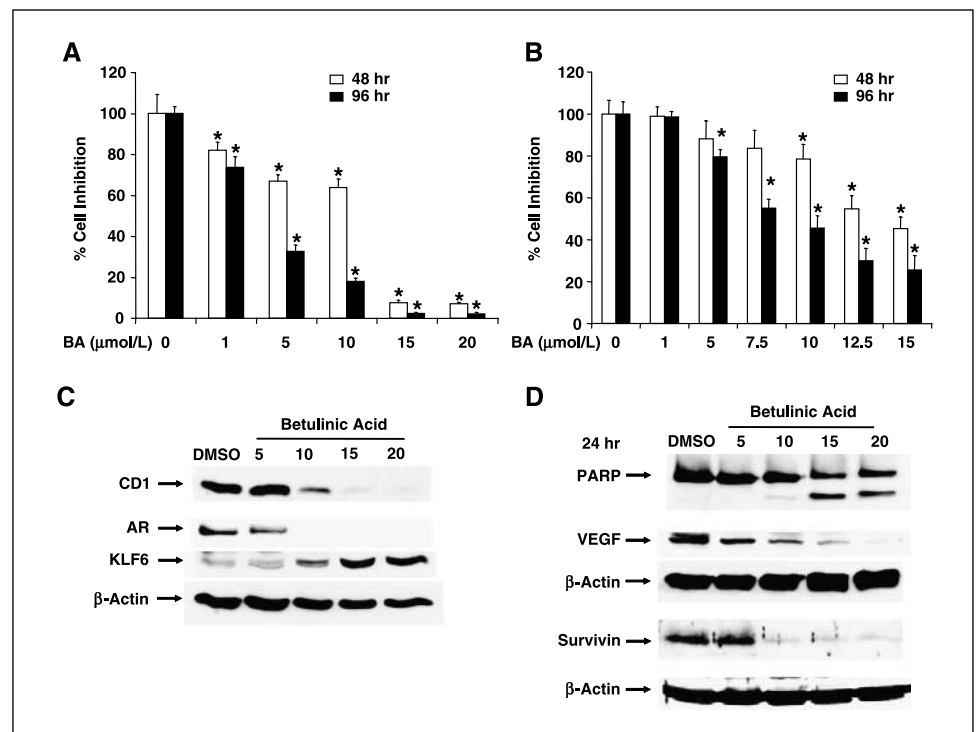 A
120
100
80
60
40
20
0
% Cell Inhibition
48 hr
96 hr
* * * * * * * * * *
BA (μmol/L) 0 1 5 10 15 20
B
120
100
80
60
40
20
0
% Cell Inhibition
48 hr
96 hr
* * * * * * * *
BA (μmol/L) 0 1 5 7.5 10 12.5 15
C
Betulinic Acid
DMSO 5 10 15 20
CD1
AR
KLF6
β-Actin
D
Betulinic Acid
24 hr DMSO 5 10 15 20
PARP
VEGF
β-Actin
Survivin
β-Actin